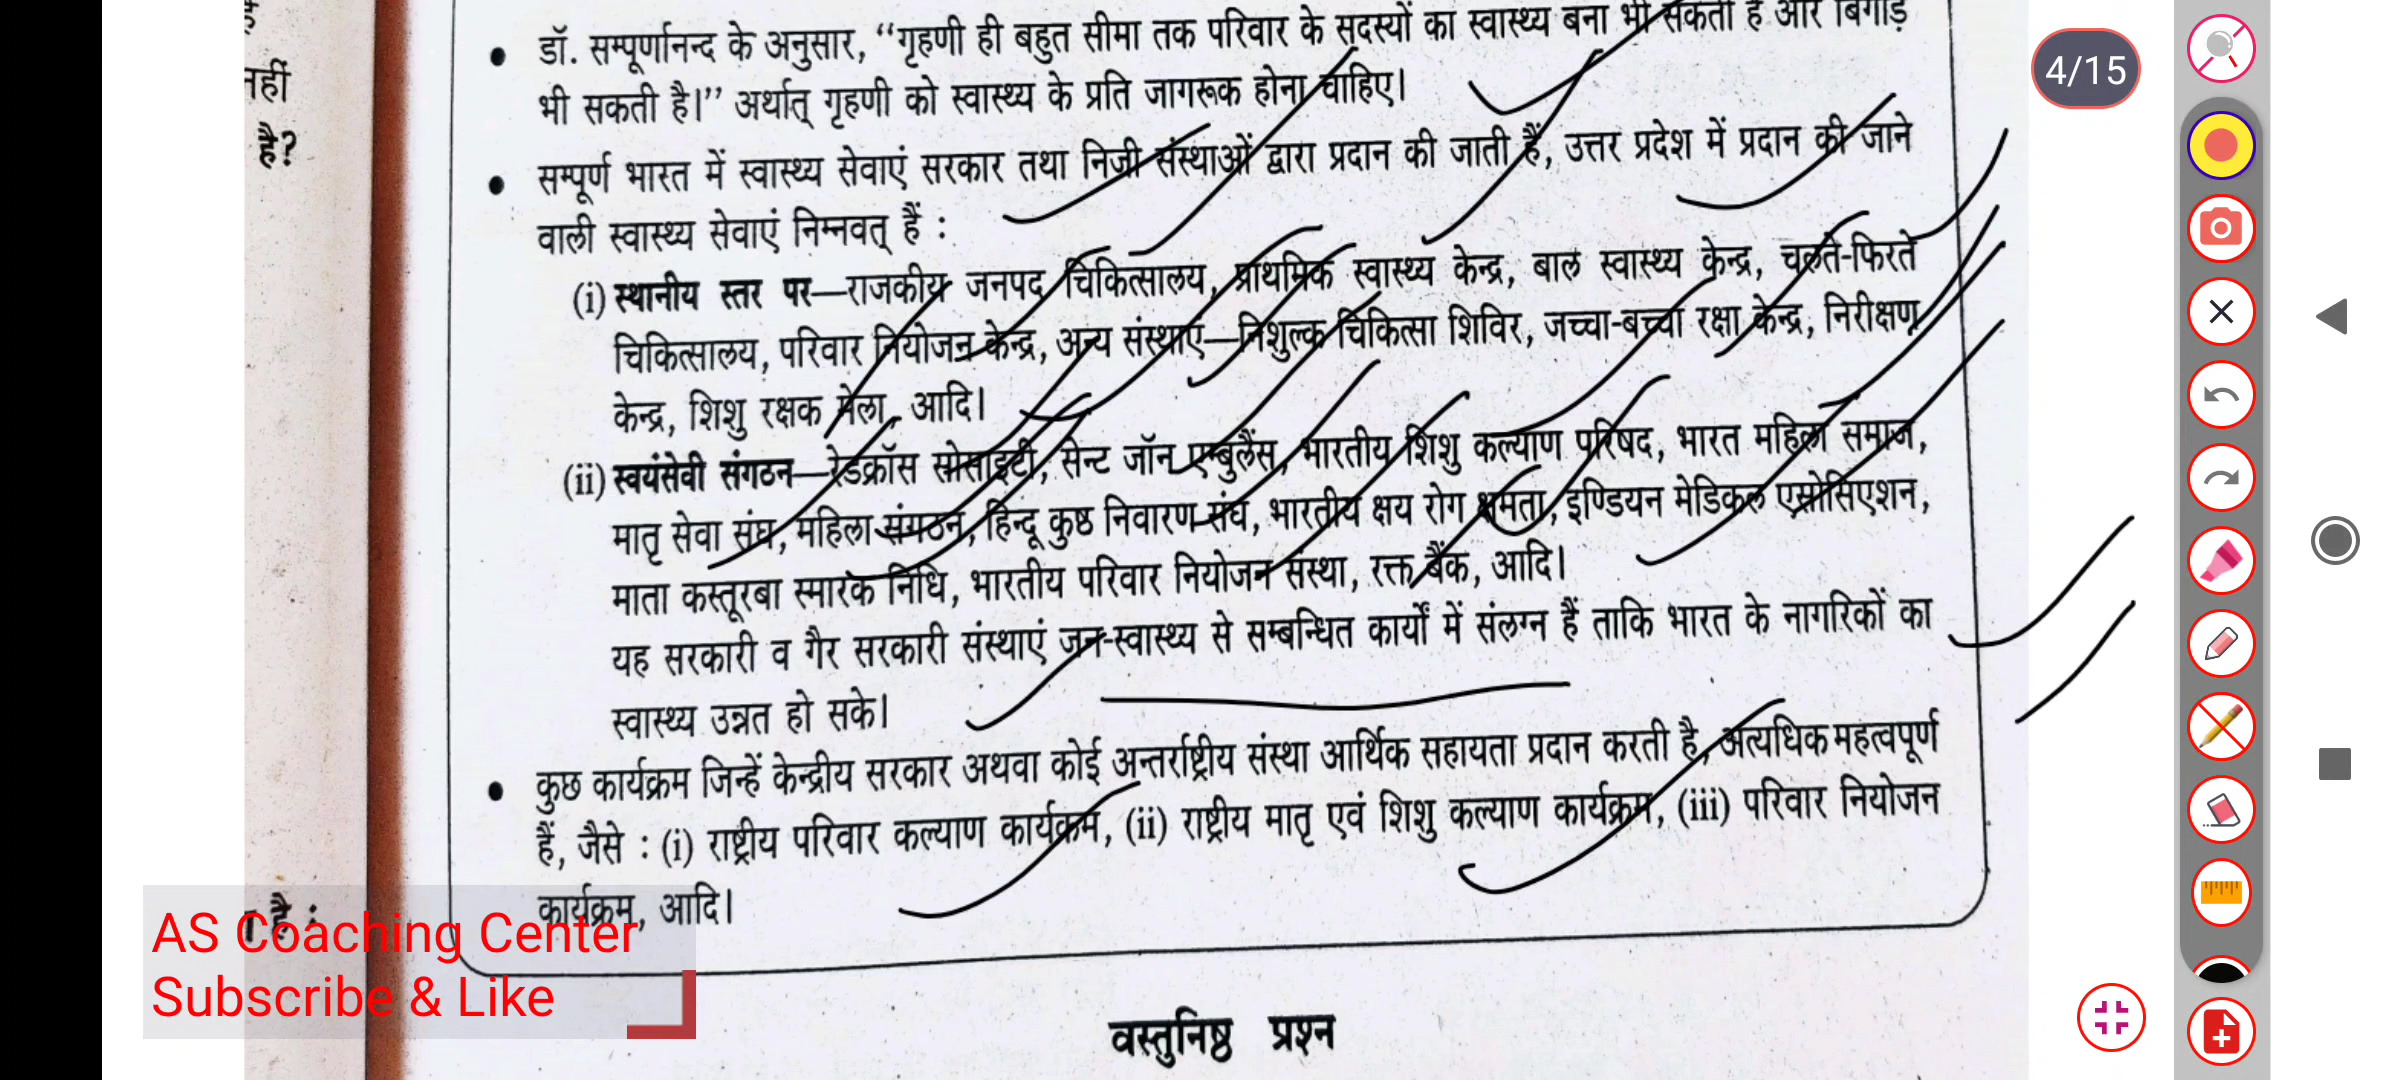 नहीं
है?
• डॉ. सम्पूर्णानन्द के अनुसार, “गृहणी ही बहुत सीमा तक परिवार के सदस्यों का स्वास्थ्य बना भी सकती है और बिगाड़
भी सकती है।” अर्थात् गृहणी को स्वास्थ्य के प्रति जागरूक होना चाहिए।
• सम्पूर्ण भारत में स्वास्थ्य सेवाएं सरकार तथा निजी संस्थाओं द्वारा प्रदान की जाती हैं, उत्तर प्रदेश में प्रदान की जाने
वाली स्वास्थ्य सेवाएं निम्नवत् हैं :
(i) स्थानीय स्तर पर—राजकीय जनपद चिकित्सालय, प्राथमिक स्वास्थ्य केन्द्र, बाल स्वास्थ्य केन्द्र, चलते-फिरते
चिकित्सालय, परिवार नियोजन केन्द्र, अन्य संस्थाएं—निशुल्क चिकित्सा शिविर, जच्चा-बच्चा रक्षा केन्द्र, निरीक्षण
केन्द्र, शिशु रक्षक मेला, आदि।
(ii) स्वयंसेवी संगठन—रेडक्रॉस सोसाइटी, सेन्ट जॉन एम्बुलैंस, भारतीय शिशु कल्याण परिषद, भारत महिला समाज,
मातृ सेवा संघ, महिला संगठन, हिन्दू कुष्ठ निवारण संघ, भारतीय क्षय रोग क्षमता, इण्डियन मेडिकल एसोसिएशन,
माता कस्तूरबा स्मारक निधि, भारतीय परिवार नियोजन संस्था, रक्त बैंक, आदि।
यह सरकारी व गैर सरकारी संस्थाएं जन-स्वास्थ्य से सम्बन्धित कार्यों में संलग्न हैं ताकि भारत के नागरिकों का
स्वास्थ्य उन्नत हो सके।
• कुछ कार्यक्रम जिन्हें केन्द्रीय सरकार अथवा कोई अन्तर्राष्ट्रीय संस्था आर्थिक सहायता प्रदान करती है, अत्यधिक महत्वपूर्ण
हैं, जैसे : (i) राष्ट्रीय परिवार कल्याण कार्यक्रम, (ii) राष्ट्रीय मातृ एवं शिशु कल्याण कार्यक्रम, (iii) परिवार नियोजन
कार्यक्रम, आदि।
है :
AS Coaching Center
Subscribe & Like
वस्तुनिष्ठ प्रश्न
4/15